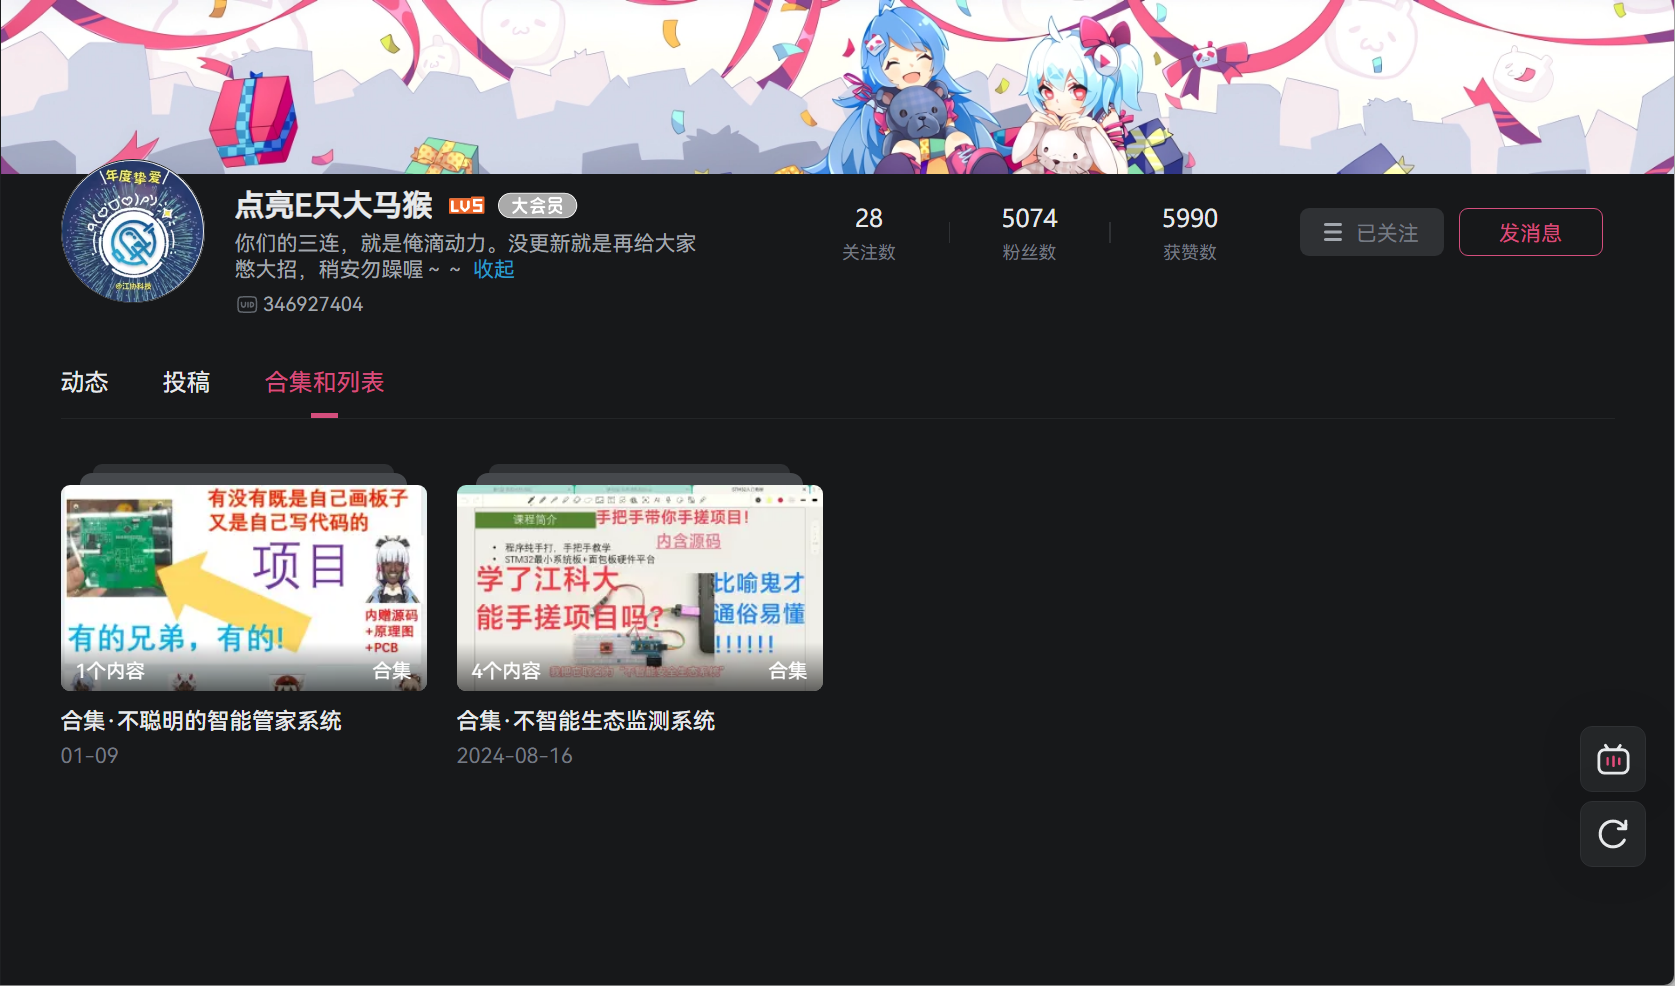 年度挚爱
@江协科技
点亮E只大马猴 LV5 大会员
你们的三连，就是俺滴动力。没更新就是再给大家
憋大招，稍安勿躁喔~ ~ 收起
UID 346927404
28
关注数
5074
粉丝数
5990
获赞数
已关注
发消息
动态
投稿
合集和列表
有没有既是自己画板子
又是自己写代码的
项目
内赠源码
+原理图
+PCB
有的兄弟，有的!
1个内容
合集
合集·不聪明的智能管家系统
01-09
课程简介
手把手带你手搓项目!
内含源码
• 程序纯手打，手把手教学
• STM32最小系统板+面包板硬件平台
学了江科大
能手搓项目吗?
比喻鬼才
通俗易懂
!!!!!!
4个内容
合集
合集·不智能生态监测系统
2024-08-16